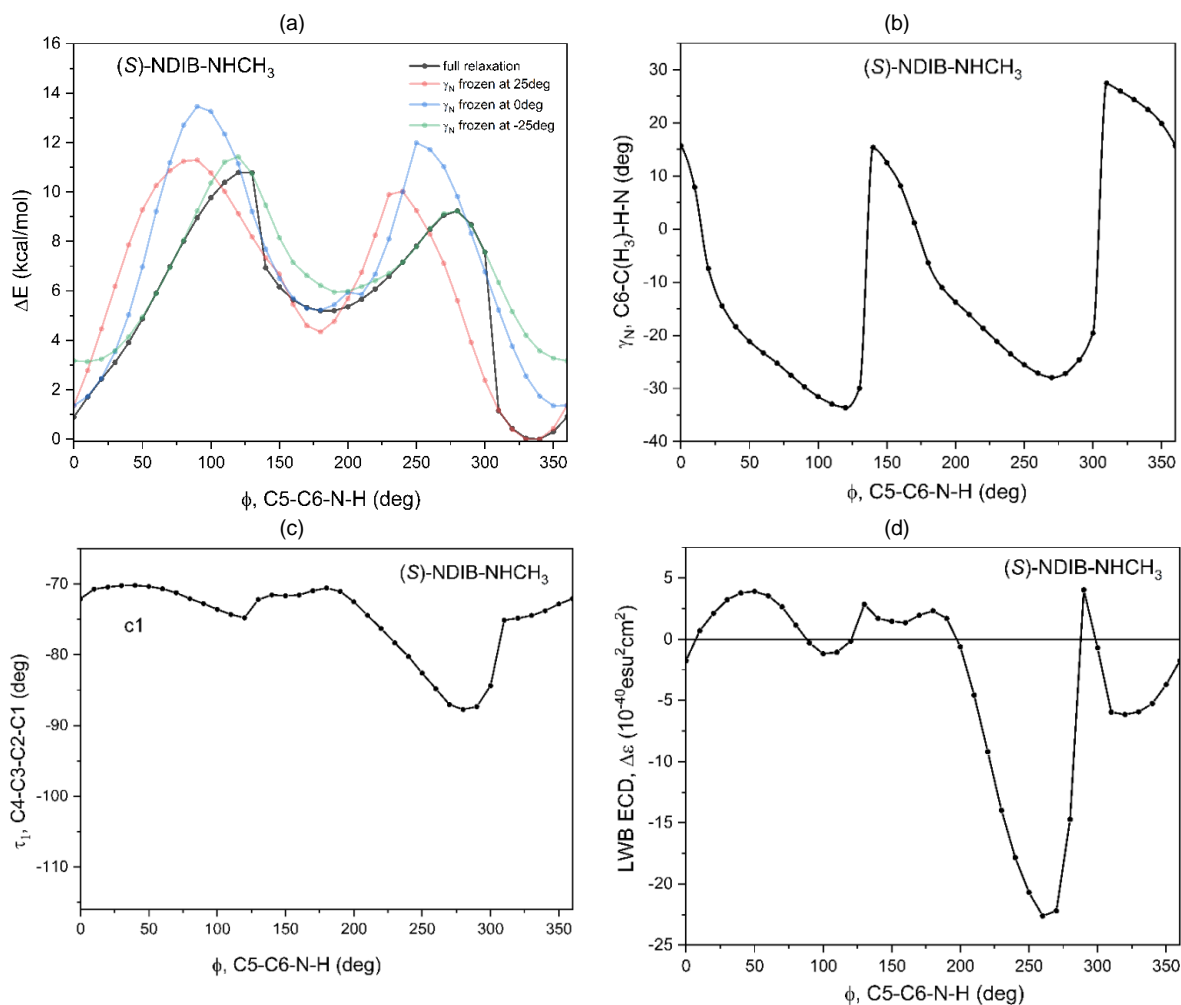 (a)
(S)-NDIB-NHCH₃
full relaxation
γN frozen at 25deg
γN frozen at 0deg
γN frozen at -25deg
16
14
12
10
8
6
4
2
0
ΔE (kcal/mol)
0 50 100 150 200 250 300 350
ϕ, C5-C6-N-H (deg)
(b)
(S)-NDIB-NHCH₃
30
20
10
0
-10
-20
-30
-40
γN, C6-C(H₃)-H-N (deg)
0 50 100 150 200 250 300 350
ϕ, C5-C6-N-H (deg)
(c)
(S)-NDIB-NHCH₃
c1
-70
-80
-90
-100
-110
τ₁, C4-C3-C2-C1 (deg)
0 50 100 150 200 250 300 350
ϕ, C5-C6-N-H (deg)
(d)
(S)-NDIB-NHCH₃
5
0
-5
-10
-15
-20
-25
LWB ECD, Δε (10⁻⁴⁰esu²cm²)
0 50 100 150 200 250 300 350
ϕ, C5-C6-N-H (deg)